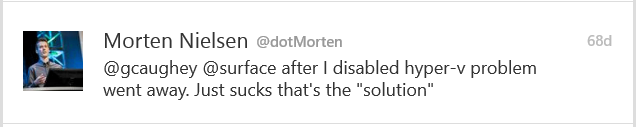 Morten Nielsen @dotMorten 68d
@gcaughey @surface after I disabled hyper-v problem
went away. Just sucks that's the "solution"